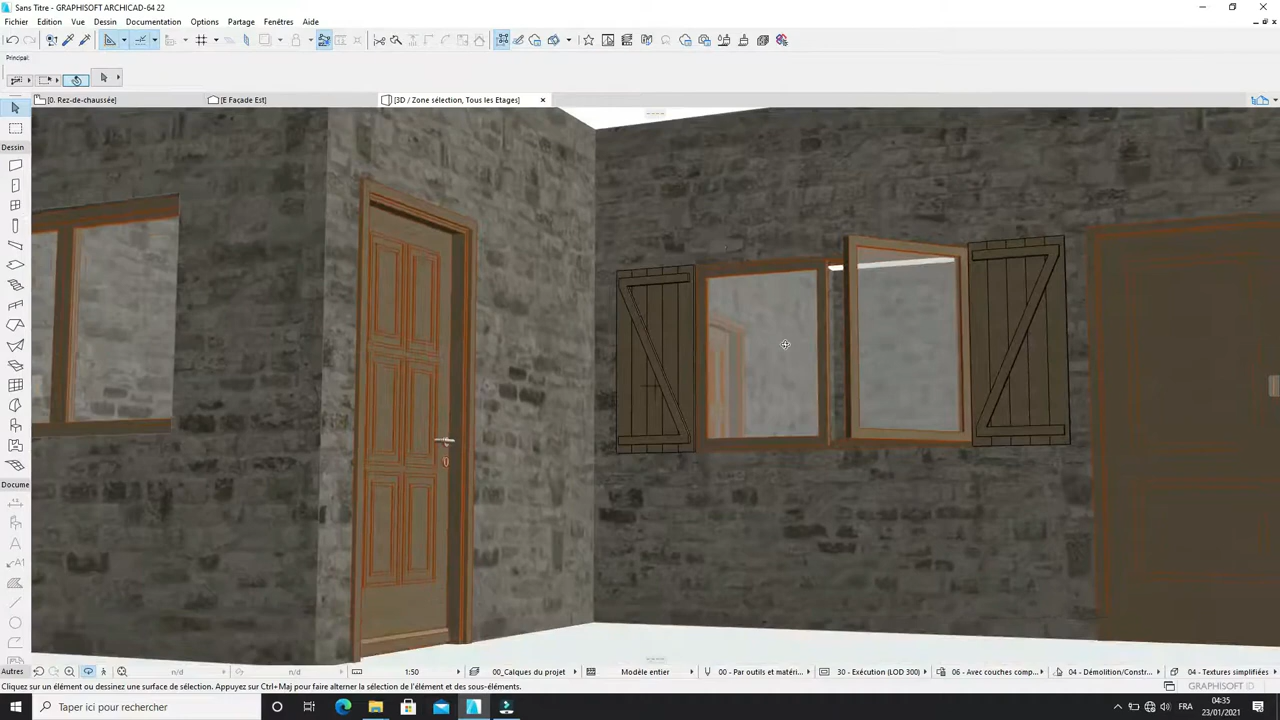 Sans Titre - GRAPHISOFT ARCHICAD-64 22
Fichier Edition Vue Dessin Documentation Options Partage Fenêtres Aide
Principal:
[0. Rez-de-chaussée] [E Façade Est] [3D / Zone sélection, Tous les Etages]
Dessin
Docume
Autres n/d n/d 1:50 00_Calques du projet Modèle entier 00 - Par outils et matéri... 30 - Exécution (LOD 300) 06 - Avec couches comp... 04 - Démolition/Constr... 04 - Textures simplifiées
Cliquez sur un élément ou dessinez une surface de sélection. Appuyez sur Ctrl+Maj pour faire alterner la sélection de l'élément et des sous-éléments.
GRAPHISOFT
Taper ici pour rechercher
FRA
04:35
23/01/2021